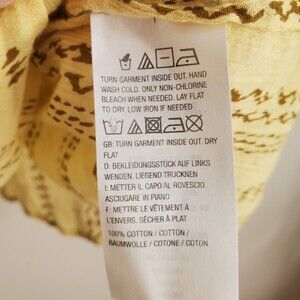 TURN GARMENT INSIDE OUT. HAND
WASH COLD. ONLY NON-CHLORINE
BLEACH WHEN NEEDED. LAY FLAT
TO DRY. LOW IRON IF NEEDED
GB: TURN GARMENT INSIDE OUT. DRY
FLAT
D: BEKLEIDUNGSSTÜCK AUF LINKS
WENDEN. LIEGEND TROCKNEN
I: METTER IL CAPO AL ROVESCIO.
ASCIUGARE IN PIANO
F: METTRE LE VÊTEMENT À
L'ENVERS. SÉCHER À PLAT
100% COTTON / COTTON /
BAUMWOLLE / COTONE / COTON